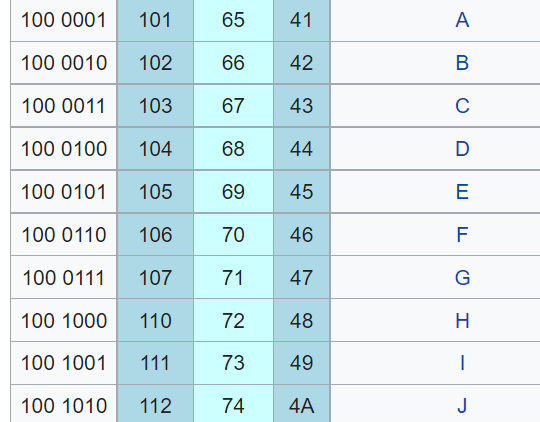 100 0001 101 65 41 A
100 0010 102 66 42 B
100 0011 103 67 43 C
100 0100 104 68 44 D
100 0101 105 69 45 E
100 0110 106 70 46 F
100 0111 107 71 47 G
100 1000 110 72 48 H
100 1001 111 73 49 I
100 1010 112 74 4A J